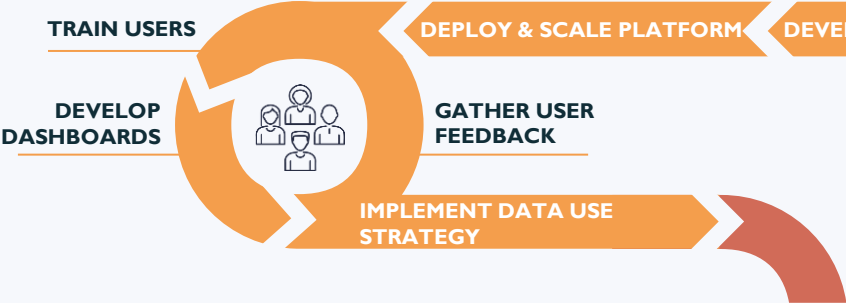 TRAIN USERS
DEPLOY & SCALE PLATFORM
DEVELOP
DASHBOARDS
GATHER USER
FEEDBACK
IMPLEMENT DATA USE
STRATEGY